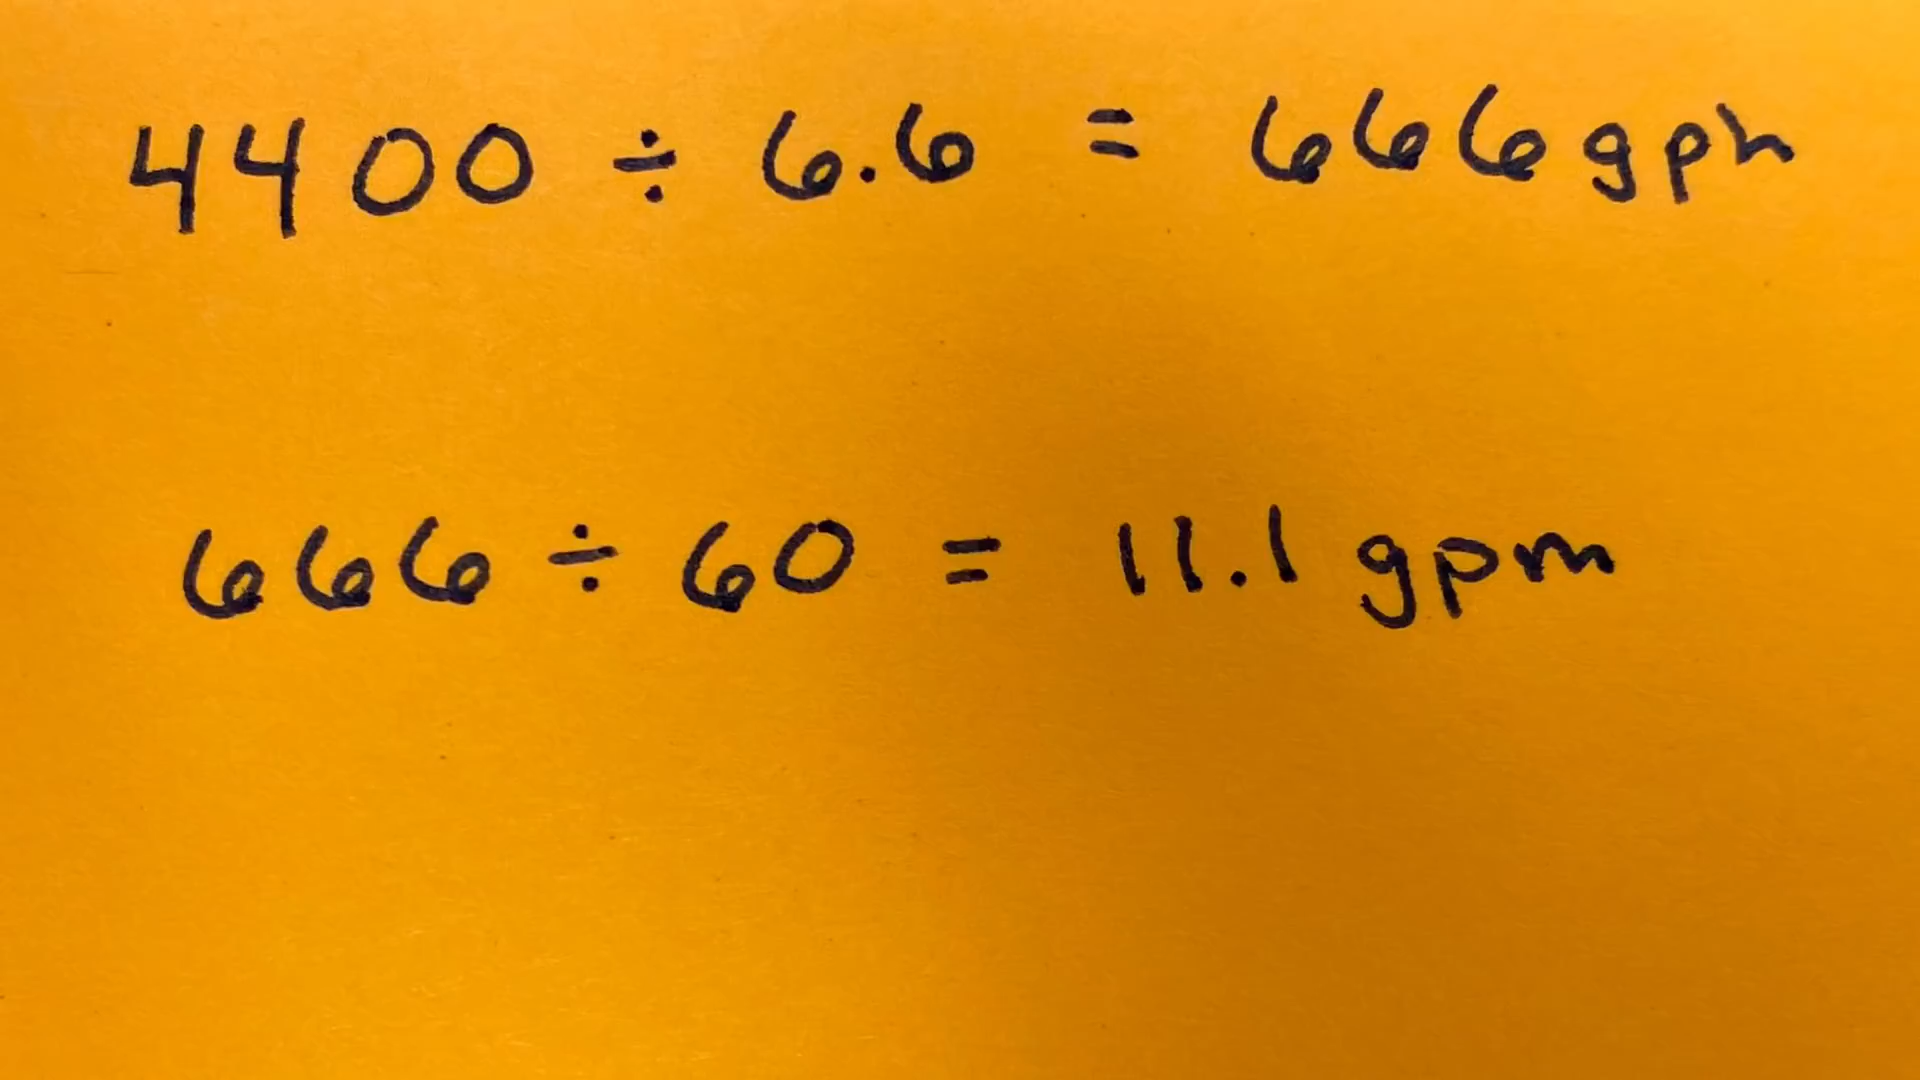 4400 ÷ 6.6 = 666gph
666 ÷ 60 = 11.1 gpm